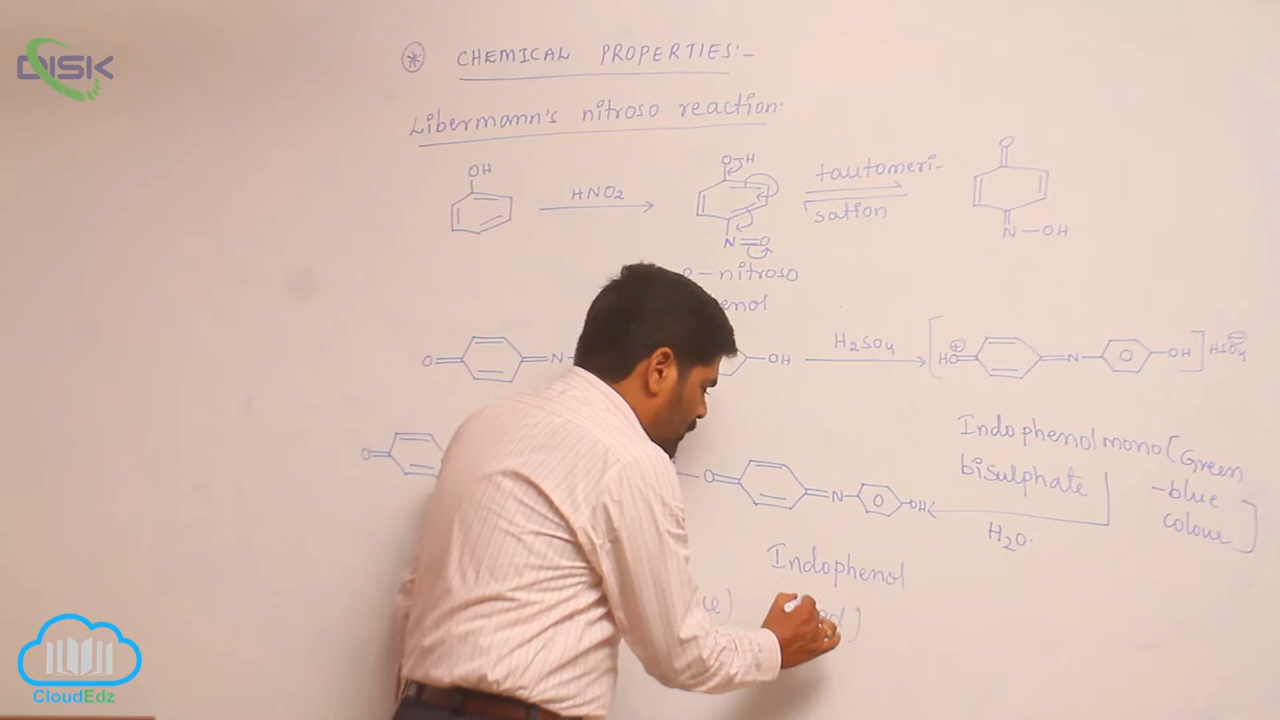 DISK
* CHEMICAL PROPERTIES:-
Libermann's nitroso reaction:
OH
HNO2
O H
N = O
tautomeri-
sation
O
N - OH
p-nitroso
O = N
OH
H2SO4
[HO⊕ = N - OH] HSO4⊖
Indophenol mono [Green
bisulphate -blue
colour]
O =
O = N - OH
H2O.
Indophenol
CloudEdz